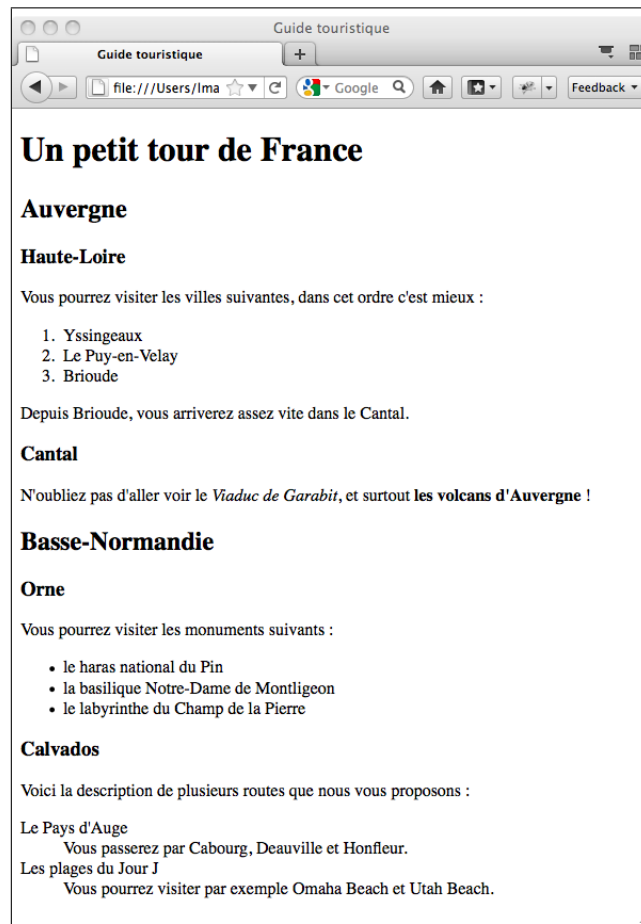 Guide touristique
Guide touristique
file:///Users/lma
Google
Feedback
Un petit tour de France
Auvergne
Haute-Loire
Vous pourrez visiter les villes suivantes, dans cet ordre c'est mieux :
1. Yssingeaux
2. Le Puy-en-Velay
3. Brioude
Depuis Brioude, vous arriverez assez vite dans le Cantal.
Cantal
N'oubliez pas d'aller voir le Viaduc de Garabit, et surtout les volcans d'Auvergne !
Basse-Normandie
Orne
Vous pourrez visiter les monuments suivants :
• le haras national du Pin
• la basilique Notre-Dame de Montligeon
• le labyrinthe du Champ de la Pierre
Calvados
Voici la description de plusieurs routes que nous vous proposons :
Le Pays d'Auge
Vous passerez par Cabourg, Deauville et Honfleur.
Les plages du Jour J
Vous pourrez visiter par exemple Omaha Beach et Utah Beach.